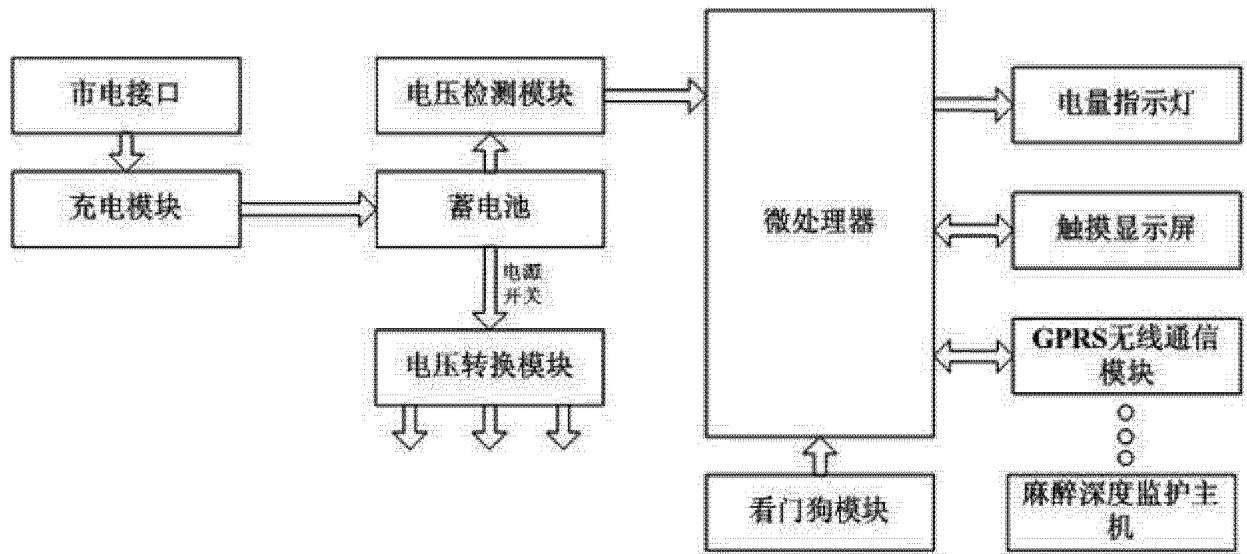 市电接口
电压检测模块
电量指示灯
充电模块
蓄电池
微处理器
触摸显示屏
电源
开关
电压转换模块
GPRS无线通信
模块
看门狗模块
麻醉深度监护主
机